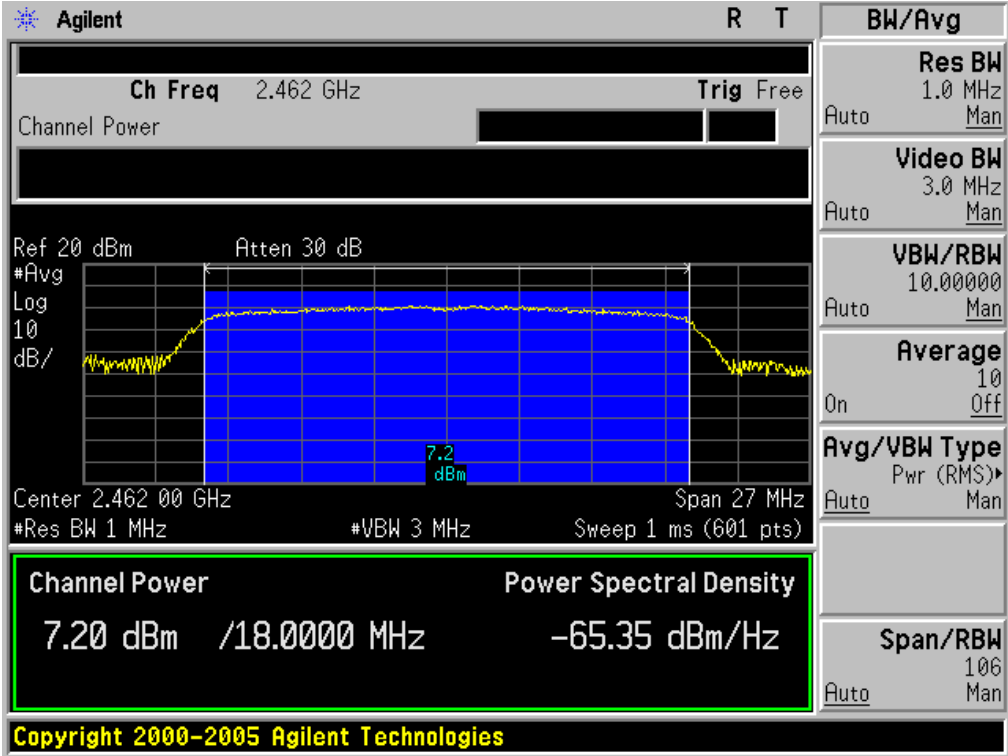 Agilent
R T
BW/Avg
Ch Freq 2.462 GHz
Trig Free
Channel Power
Ref 20 dBm
Atten 30 dB
#Avg
Log
10
dB/
7.2
dBm
Center 2.462 00 GHz
Span 27 MHz
#Res BW 1 MHz
#VBW 3 MHz
Sweep 1 ms (601 pts)
Channel Power
Power Spectral Density
7.20 dBm /18.0000 MHz
-65.35 dBm/Hz
Res BW
1.0 MHz
Auto Man
Video BW
3.0 MHz
Auto Man
VBW/RBW
10.00000
Auto Man
Average
10
On Off
Avg/VBW Type
Pwr (RMS)▸
Auto Man
Span/RBW
106
Auto Man
Copyright 2000-2005 Agilent Technologies